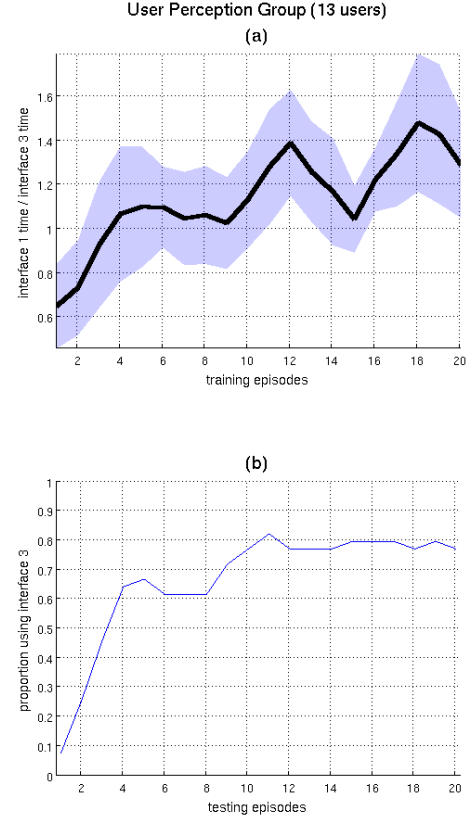 User Perception Group (13 users)
(a)
interface 1 time / interface 3 time
1.6
1.4
1.2
1
0.8
0.6
2 4 6 8 10 12 14 16 18 20
training episodes
(b)
proportion using interface 3
1
0.9
0.8
0.7
0.6
0.5
0.4
0.3
0.2
0.1
0
2 4 6 8 10 12 14 16 18 20
testing episodes